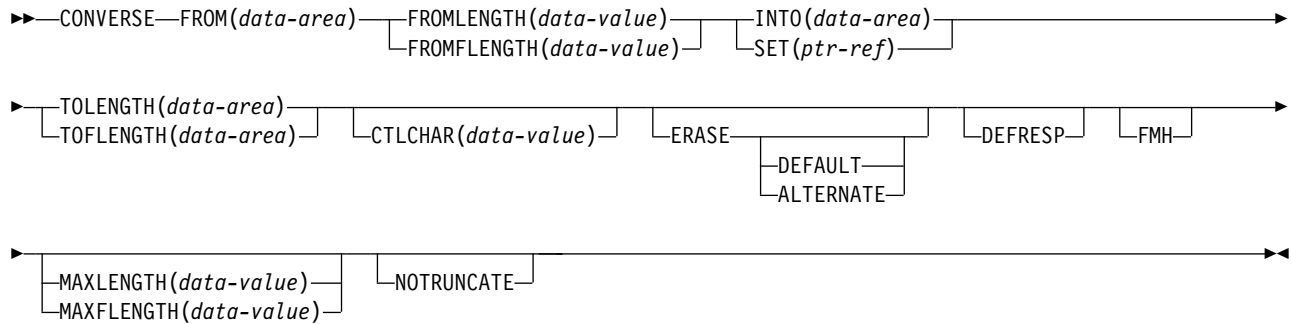 CONVERSE FROM(data-area) FROMLENGTH(data-value) INTO(data-area)
FROMFLENGTH(data-value) SET(ptr-ref)
TOLENGTH(data-area)
TOFLENGTH(data-area) CTLCHAR(data-value) ERASE DEFRESP FMH
DEFAULT
ALTERNATE
MAXLENGTH(data-value) NOTRUNCATE
MAXFLENGTH(data-value)